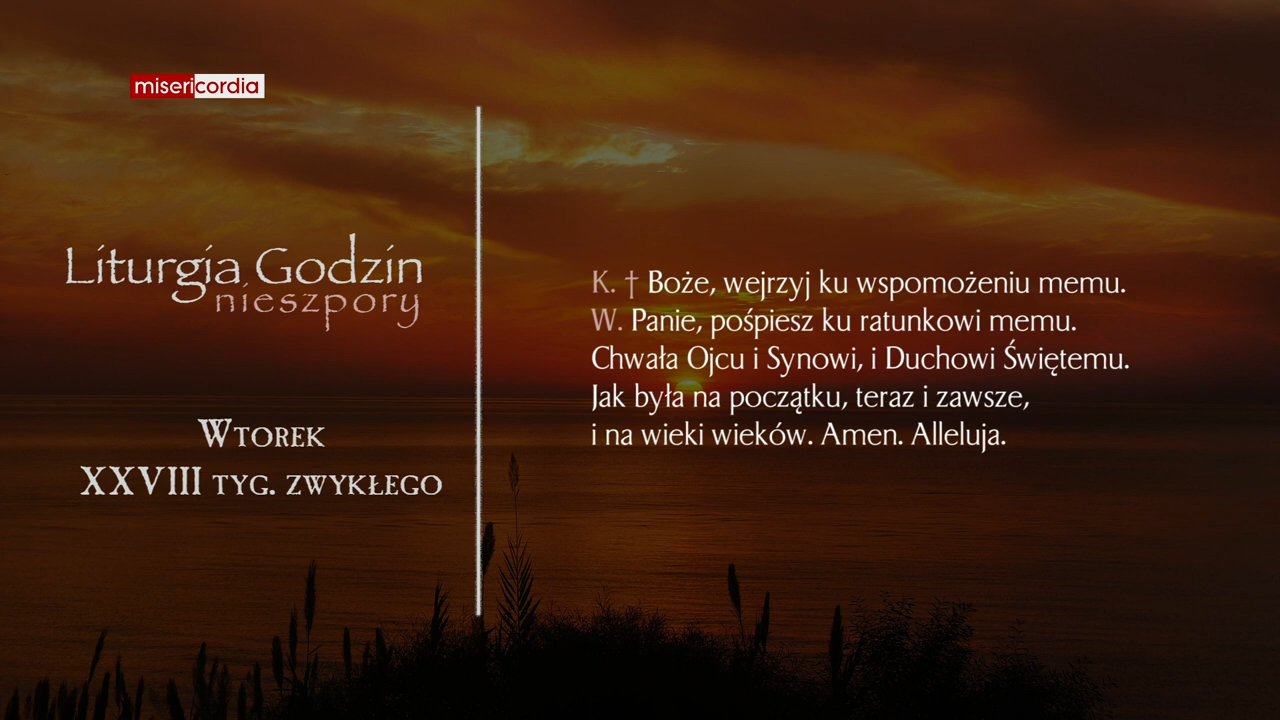 misericordia
Liturgia Godzin
nieszpory
Wtorek
XXVIII tyg. zwykłego
K. † Boże, wejrzyj ku wspomożeniu memu.
W. Panie, pośpiesz ku ratunkowi memu.
Chwała Ojcu i Synowi, i Duchowi Świętemu.
Jak była na początku, teraz i zawsze,
i na wieki wieków. Amen. Alleluja.